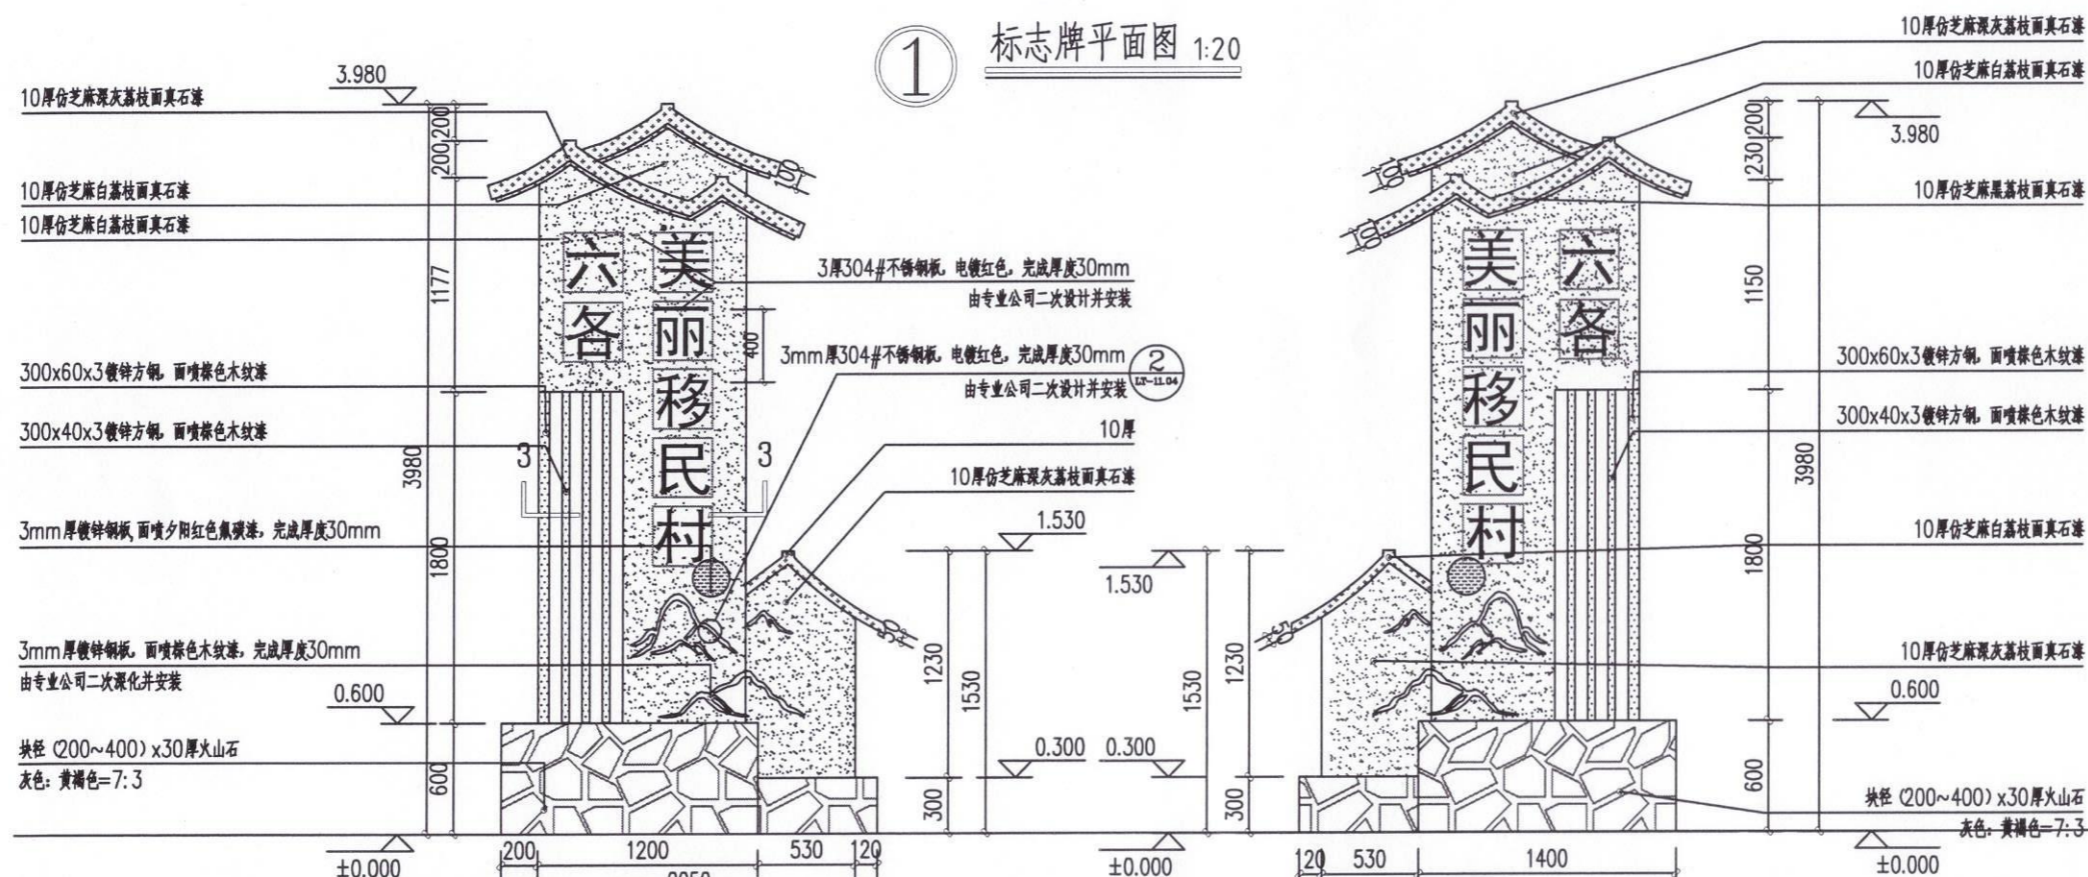 1
标志牌平面图 1:20
3.980
10厚仿芝麻深灰荔枝面真石漆
10厚仿芝麻白荔枝面真石漆
10厚仿芝麻白荔枝面真石漆
300x60x3镀锌方钢，面喷棕色木纹漆
300x40x3镀锌方钢，面喷棕色木纹漆
3mm厚镀锌钢板，面喷夕阳红色氟碳漆，完成厚度30mm
3mm厚镀锌钢板，面喷棕色木纹漆，完成厚度30mm
由专业公司二次深化并安装
0.600
块径（200~400）x30厚火山石
灰色：黄褐色=7:3
±0.000
200
200
1177
3980
1800
600
六各
美丽移民村
100
3
3
400
3厚304#不锈钢板，电镀红色，完成厚度30mm
由专业公司二次设计并安装
3mm厚304#不锈钢板，电镀红色，完成厚度30mm
由专业公司二次设计并安装
2
LT-11.04
10厚
10厚仿芝麻深灰荔枝面真石漆
1.530
1230
1530
0.300
300
200
1200
530
120
1.530
0.300
±0.000
1530
1230
300
美丽移民村
六各
120
530
1400
10厚仿芝麻深灰荔枝面真石漆
10厚仿芝麻白荔枝面真石漆
3.980
10厚仿芝麻黑荔枝面真石漆
300x60x3镀锌方钢，面喷棕色木纹漆
300x40x3镀锌方钢，面喷棕色木纹漆
10厚仿芝麻白荔枝面真石漆
10厚仿芝麻深灰荔枝面真石漆
0.600
块径（200~400）x30厚火山石
灰色：黄褐色=7:3
±0.000
200
230
1150
1800
600
3980